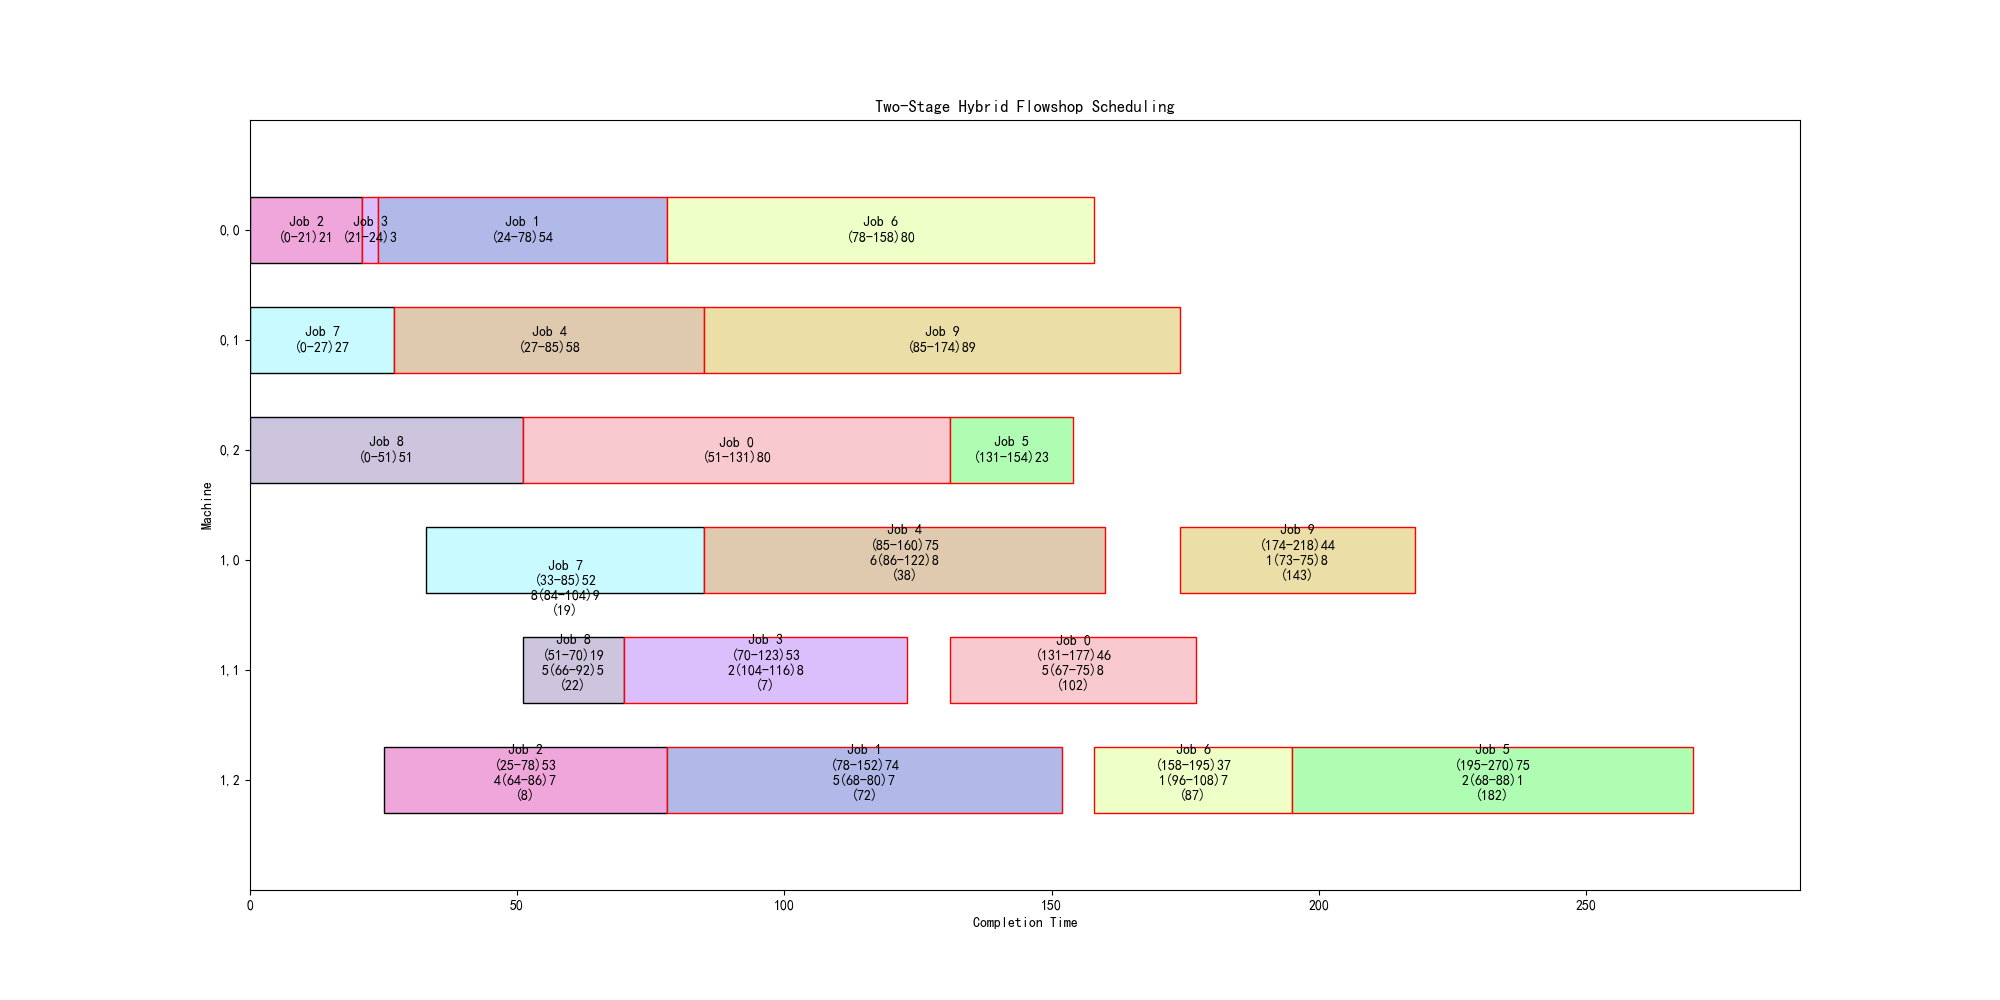 Two-Stage Hybrid Flowshop Scheduling
0,0
Job 2
(0-21)21
Job 3
(21-24)3
Job 1
(24-78)54
Job 6
(78-158)80
0,1
Job 7
(0-27)27
Job 4
(27-85)58
Job 9
(85-174)89
0,2
Job 8
(0-51)51
Job 0
(51-131)80
Job 5
(131-154)23
Machine
1,0
Job 7
(33-85)52
8(84-104)9
(19)
Job 4
(85-160)75
6(86-122)8
(38)
Job 9
(174-218)44
1(73-75)8
(143)
1,1
Job 8
(51-70)19
5(66-92)5
(22)
Job 3
(70-123)53
2(104-116)8
(7)
Job 0
(131-177)46
5(67-75)8
(102)
1,2
Job 2
(25-78)53
4(64-86)7
(8)
Job 1
(78-152)74
5(68-80)7
(72)
Job 6
(158-195)37
1(96-108)7
(87)
Job 5
(195-270)75
2(68-88)1
(182)
0
50
100
150
200
250
Completion Time